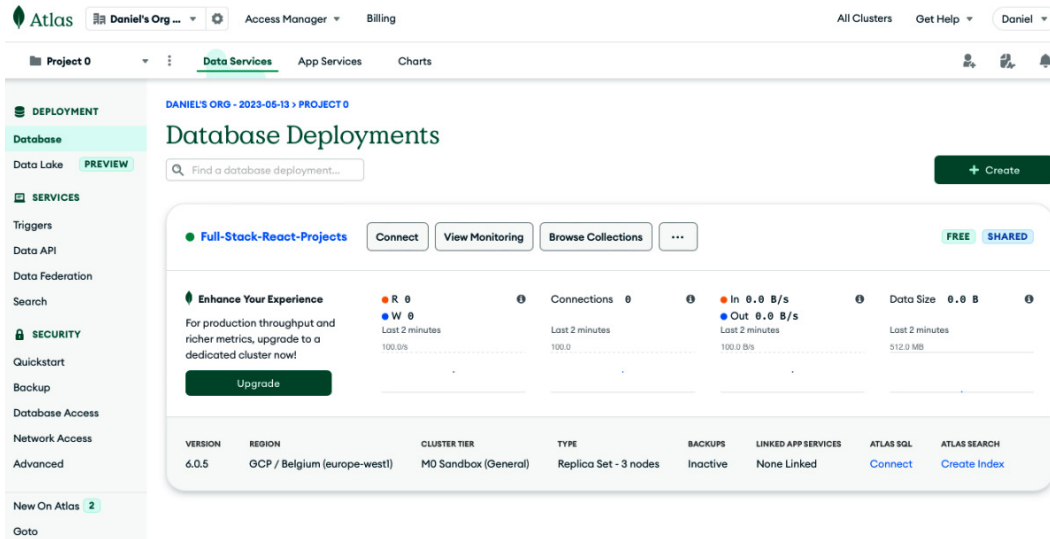 Atlas
Daniel's Org ...
Access Manager
Billing
All Clusters
Get Help
Daniel
Project 0
Data Services
App Services
Charts
DEPLOYMENT
Database
Data Lake PREVIEW
SERVICES
Triggers
Data API
Data Federation
Search
SECURITY
Quickstart
Backup
Database Access
Network Access
Advanced
New On Atlas 2
Goto
DANIEL'S ORG - 2023-05-13 > PROJECT 0
Database Deployments
Find a database deployment...
+ Create
Full-Stack-React-Projects
Connect
View Monitoring
Browse Collections
...
FREE
SHARED
Enhance Your Experience
For production throughput and
richer metrics, upgrade to a
dedicated cluster now!
Upgrade
R 0
W 0
Last 2 minutes
100.0/s
Connections 0
Last 2 minutes
100.0
In 0.0 B/s
Out 0.0 B/s
Last 2 minutes
100.0 B/s
Data Size 0.0 B
Last 2 minutes
512.0 MB
VERSION
6.0.5
REGION
GCP / Belgium (europe-west1)
CLUSTER TIER
M0 Sandbox (General)
TYPE
Replica Set - 3 nodes
BACKUPS
Inactive
LINKED APP SERVICES
None Linked
ATLAS SQL
Connect
ATLAS SEARCH
Create Index